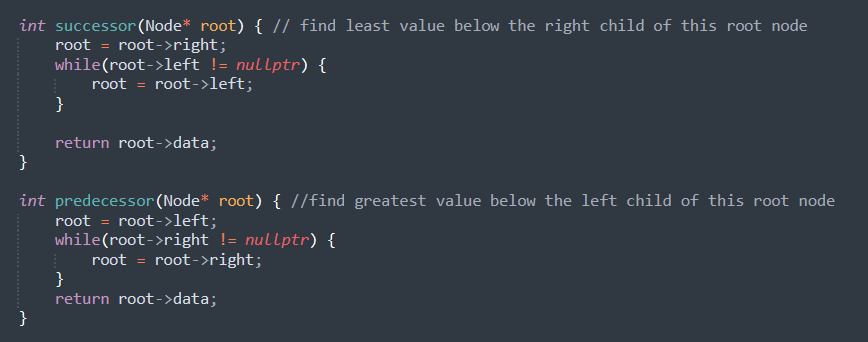 int successor(Node* root) { // find least value below the right child of this root node
    root = root->right;
    while(root->left != nullptr) {
        root = root->left;
    }

    return root->data;
}

int predecessor(Node* root) { //find greatest value below the left child of this root node
    root = root->left;
    while(root->right != nullptr) {
        root = root->right;
    }
    return root->data;
}